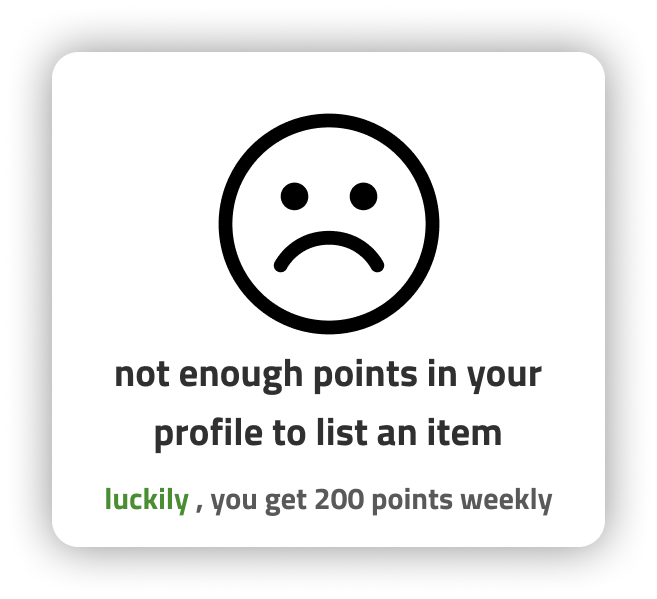 not enough points in your
profile to list an item
luckily , you get 200 points weekly